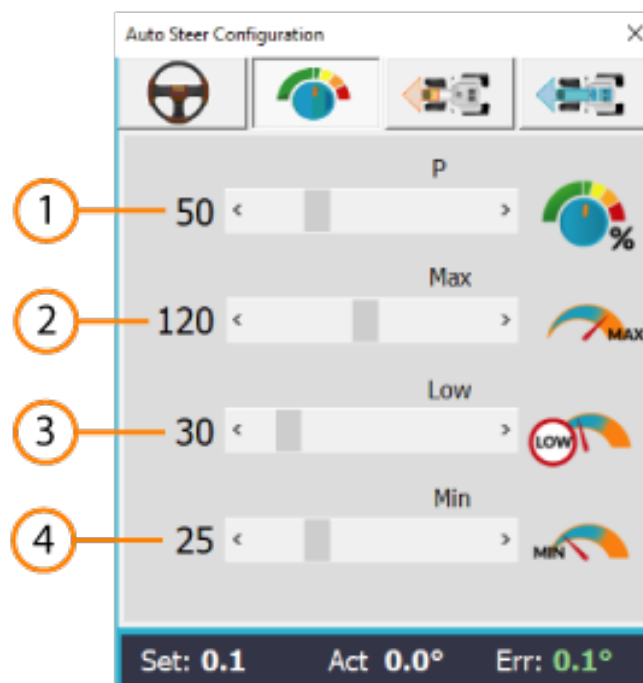 Auto Steer Configuration
%
P
1 50
Max
2 120
MAX
Low
3 30
LOW
Min
4 25
MIN
Set: 0.1 Act 0.0° Err: 0.1°